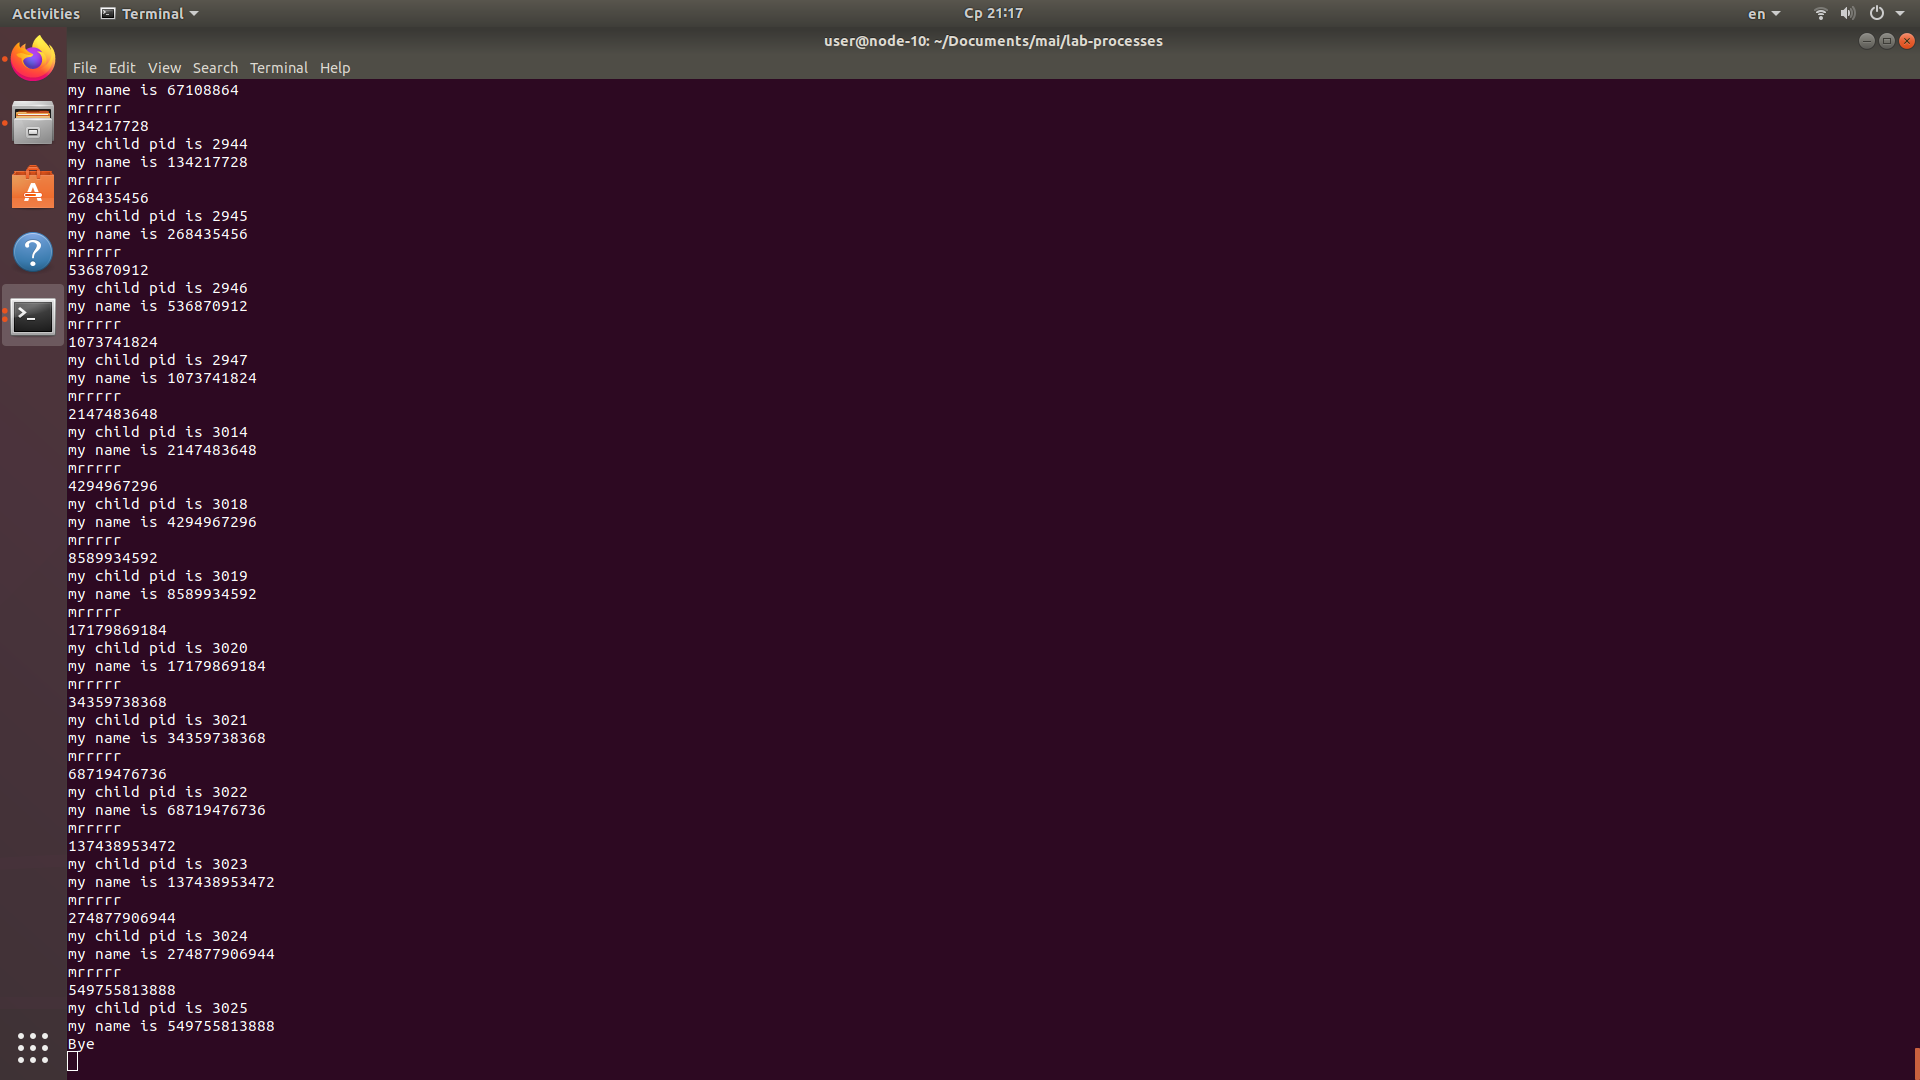 Activities Terminal Ср 21:17 en
user@node-10: ~/Documents/mai/lab-processes
File Edit View Search Terminal Help
my name is 67108864
mrrrrr
134217728
my child pid is 2944
my name is 134217728
mrrrrr
268435456
my child pid is 2945
my name is 268435456
mrrrrr
536870912
my child pid is 2946
my name is 536870912
mrrrrr
1073741824
my child pid is 2947
my name is 1073741824
mrrrrr
2147483648
my child pid is 3014
my name is 2147483648
mrrrrr
4294967296
my child pid is 3018
my name is 4294967296
mrrrrr
8589934592
my child pid is 3019
my name is 8589934592
mrrrrr
17179869184
my child pid is 3020
my name is 17179869184
mrrrrr
34359738368
my child pid is 3021
my name is 34359738368
mrrrrr
68719476736
my child pid is 3022
my name is 68719476736
mrrrrr
137438953472
my child pid is 3023
my name is 137438953472
mrrrrr
274877906944
my child pid is 3024
my name is 274877906944
mrrrrr
549755813888
my child pid is 3025
my name is 549755813888
Bye